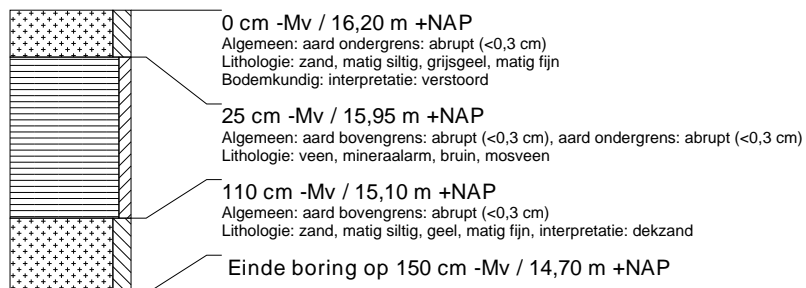 0 cm -Mv / 16,20 m +NAP
Algemeen: aard ondergrens: abrupt (<0,3 cm)
Lithologie: zand, matig siltig, grijsgeel, matig fijn
Bodemkundig: interpretatie: verstoord
25 cm -Mv / 15,95 m +NAP
Algemeen: aard bovengrens: abrupt (<0,3 cm), aard ondergrens: abrupt (<0,3 cm)
Lithologie: veen, mineraalarm, bruin, mosveen
110 cm -Mv / 15,10 m +NAP
Algemeen: aard bovengrens: abrupt (<0,3 cm)
Lithologie: zand, matig siltig, geel, matig fijn, interpretatie: dekzand
Einde boring op 150 cm -Mv / 14,70 m +NAP